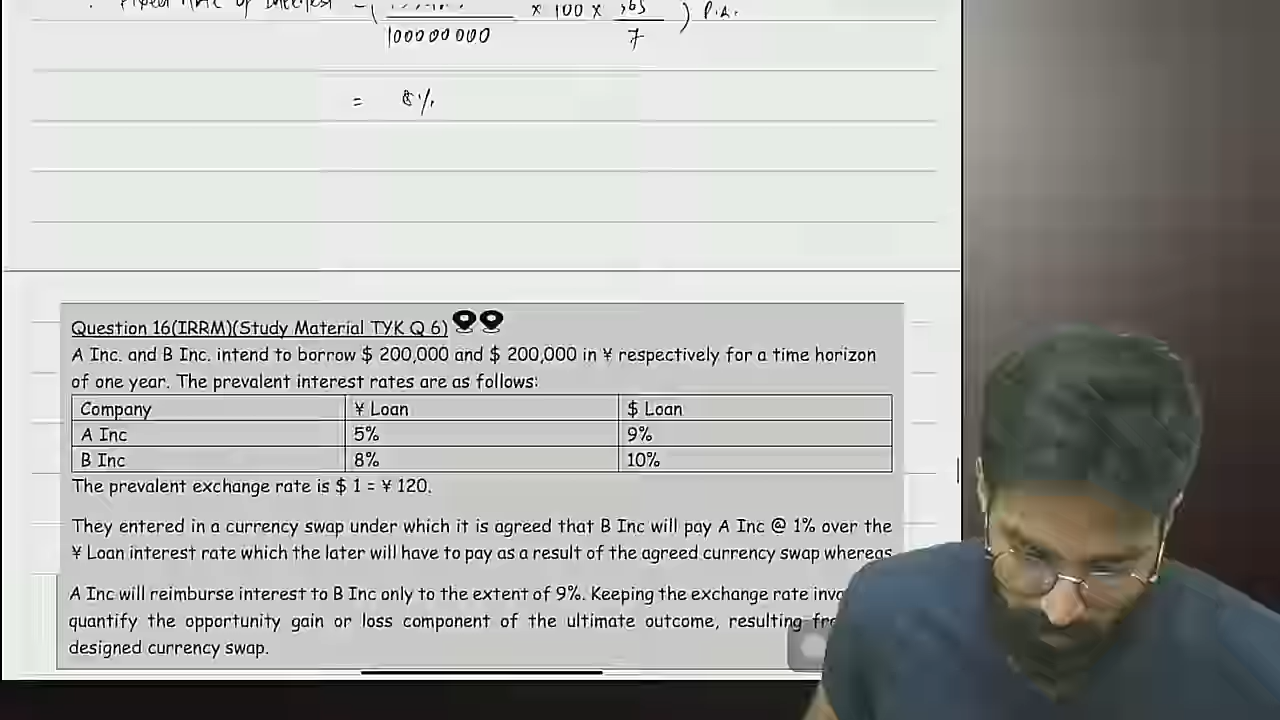 Fixed Rate of Interest = ( × 100 × 365 ) P.A.
100000000 7
= 8%
Question 16(IRRM)(Study Material TYK Q 6)
A Inc. and B Inc. intend to borrow $ 200,000 and $ 200,000 in ¥ respectively for a time horizon
of one year. The prevalent interest rates are as follows:
Company ¥ Loan $ Loan
A Inc 5% 9%
B Inc 8% 10%
The prevalent exchange rate is $ 1 = ¥ 120.
They entered in a currency swap under which it is agreed that B Inc will pay A Inc @ 1% over the
¥ Loan interest rate which the later will have to pay as a result of the agreed currency swap whereas
A Inc will reimburse interest to B Inc only to the extent of 9%. Keeping the exchange rate
quantify the opportunity gain or loss component of the ultimate outcome, resulting
designed currency swap.